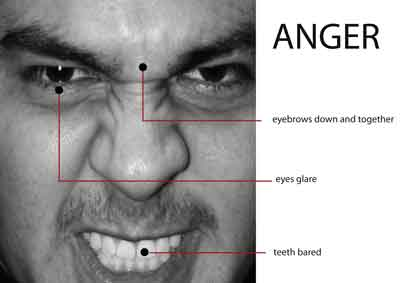 ANGER
eyebrows down and together
eyes glare
teeth bared